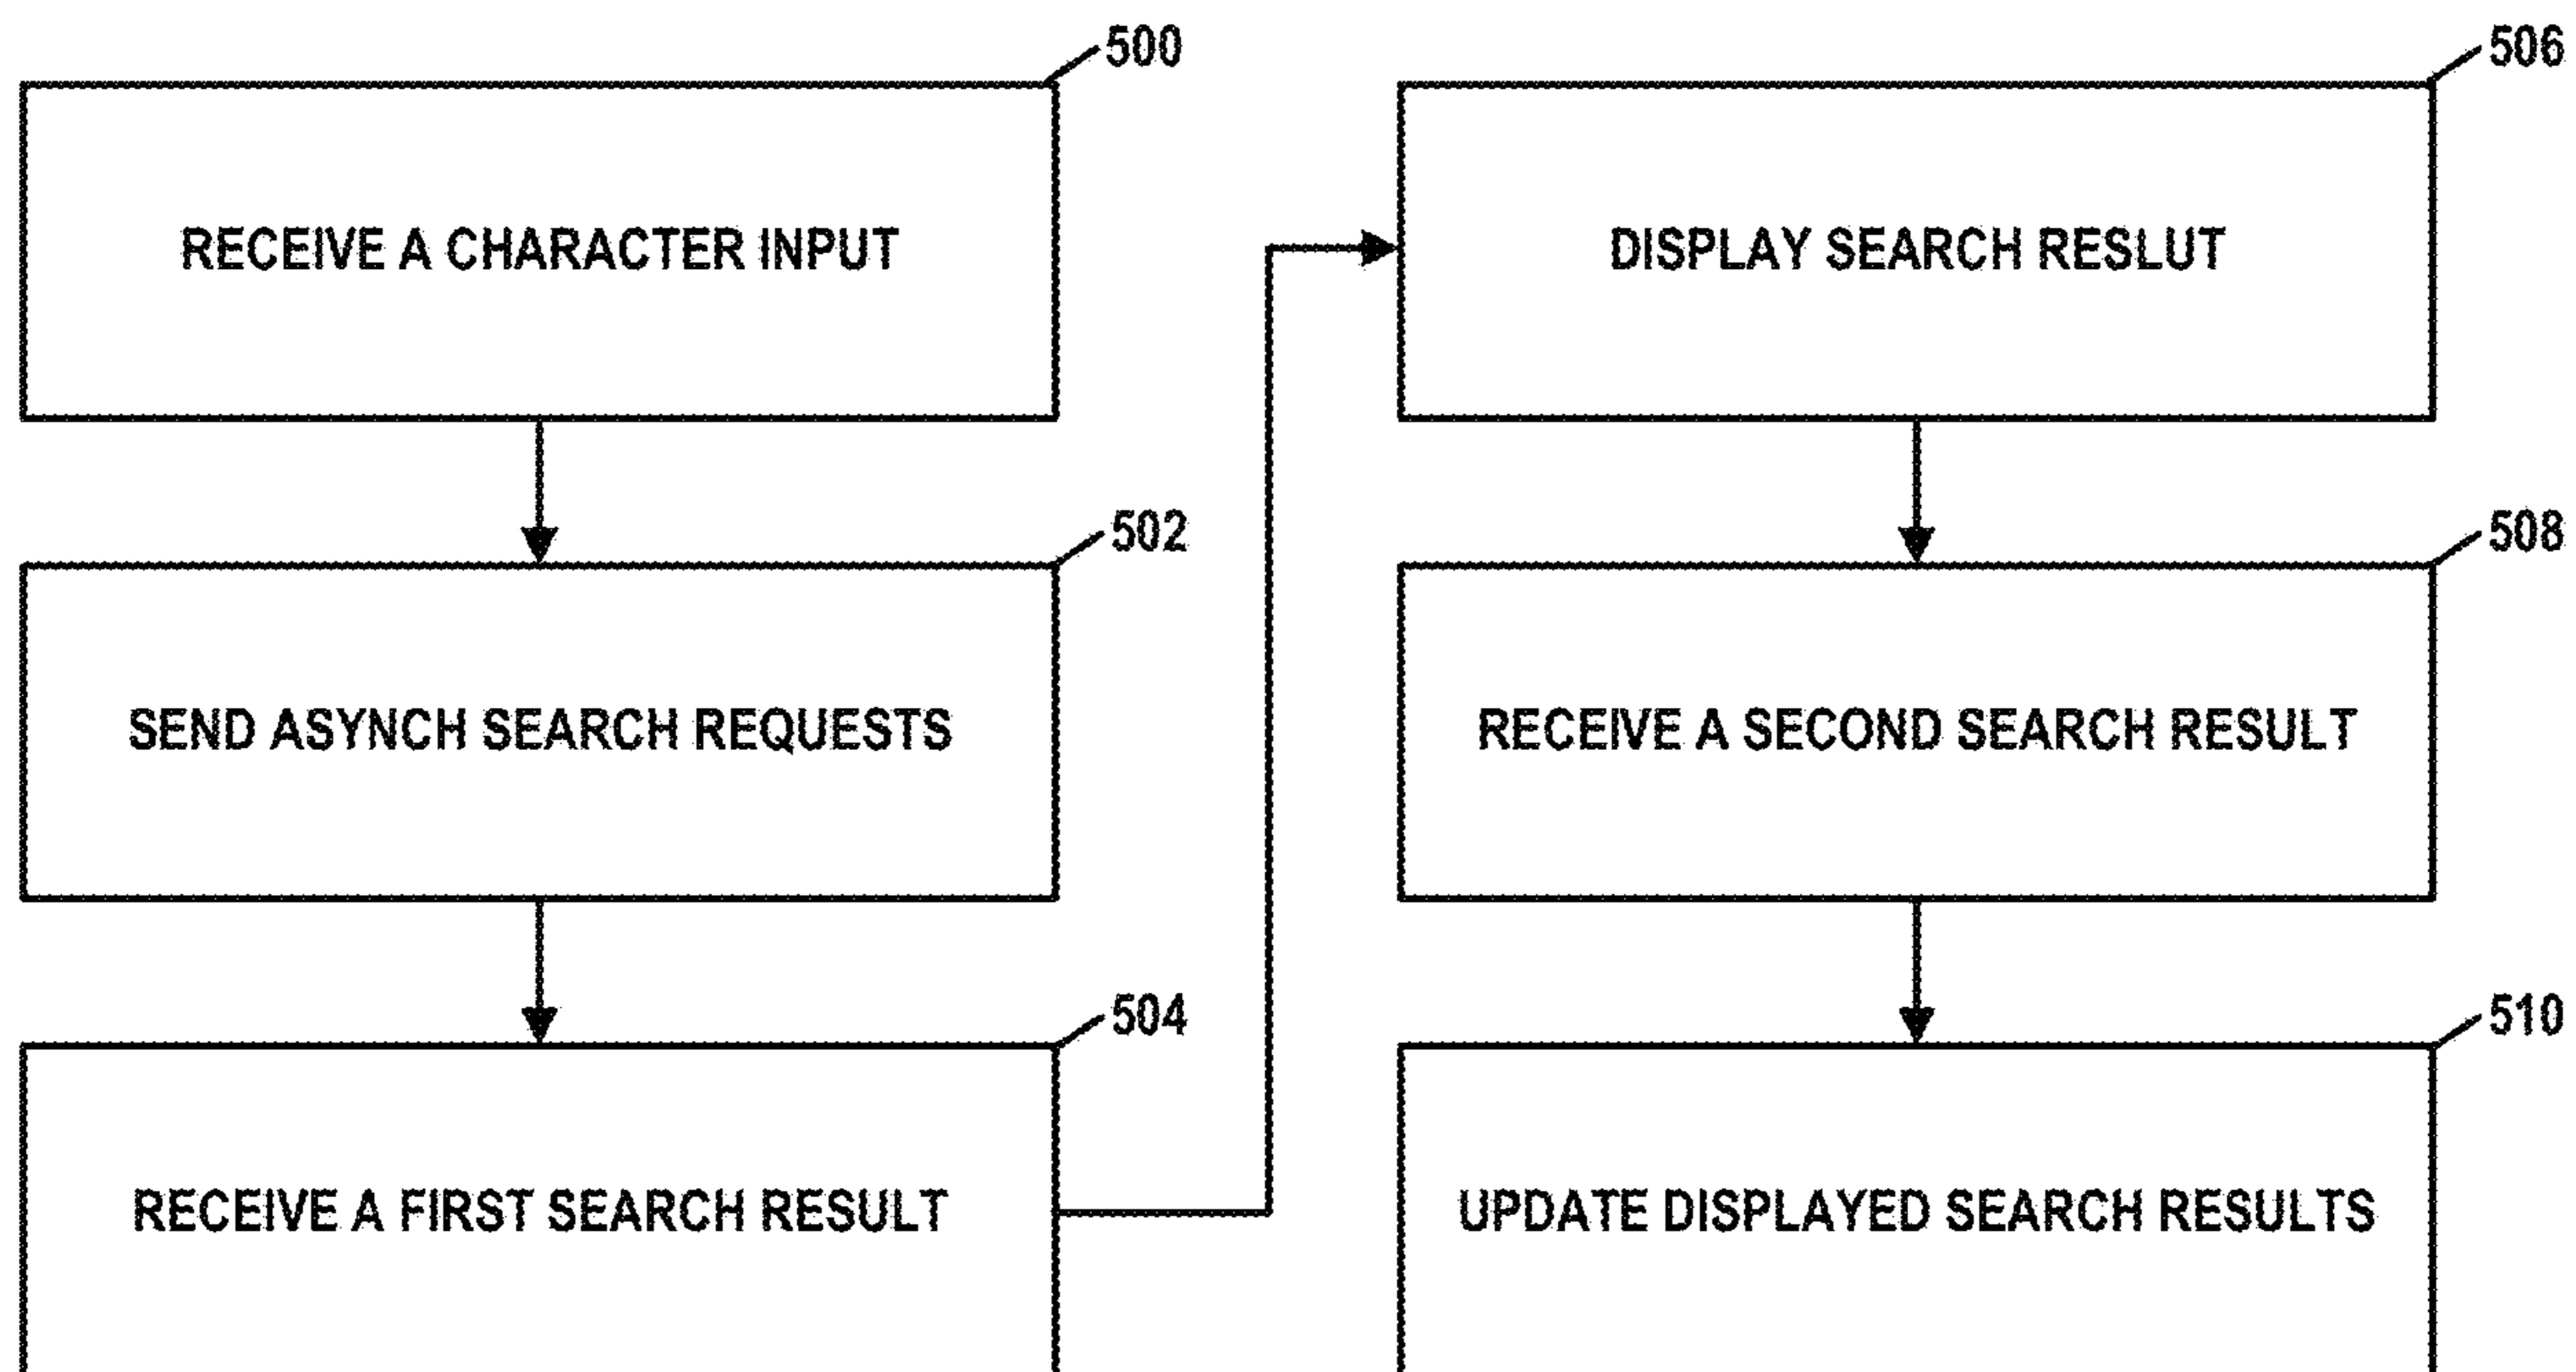 500
RECEIVE A CHARACTER INPUT
502
SEND ASYNCH SEARCH REQUESTS
504
RECEIVE A FIRST SEARCH RESULT
506
DISPLAY SEARCH RESLUT
508
RECEIVE A SECOND SEARCH RESULT
510
UPDATE DISPLAYED SEARCH RESULTS